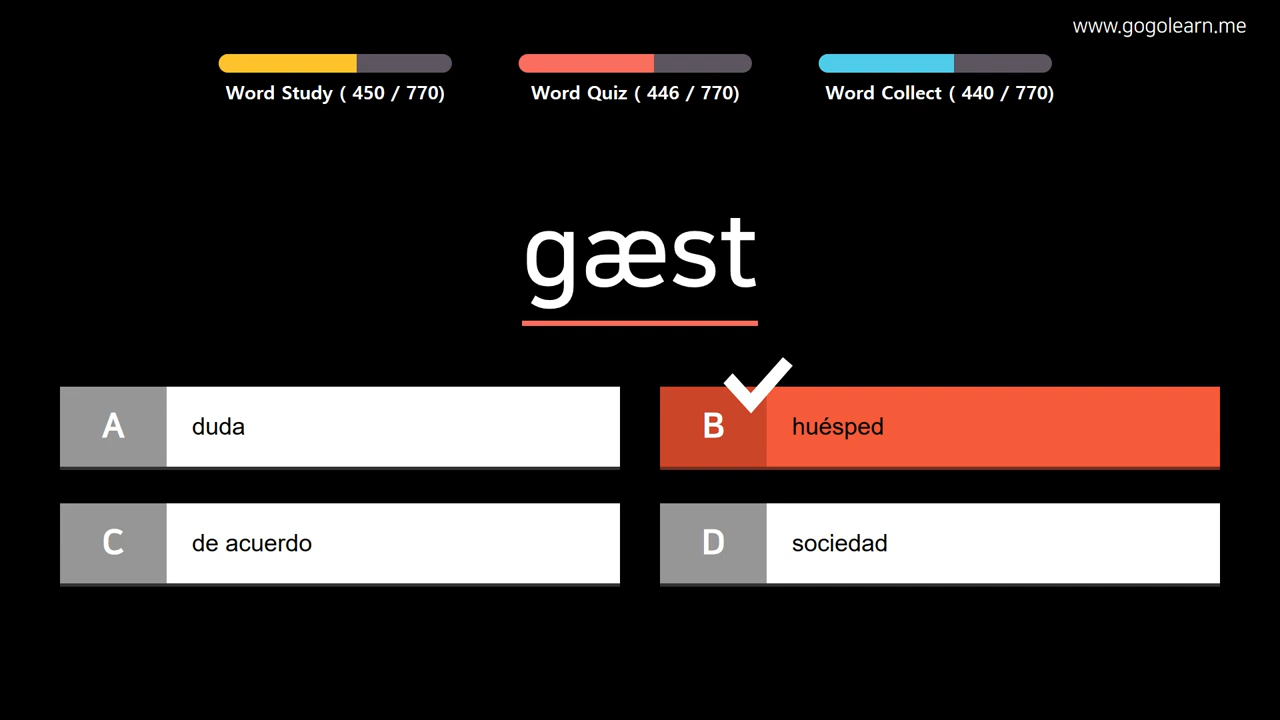 www.gogolearn.me
Word Study ( 450 / 770)
Word Quiz ( 446 / 770)
Word Collect ( 440 / 770)
gæst
A duda
B huésped
C de acuerdo
D sociedad